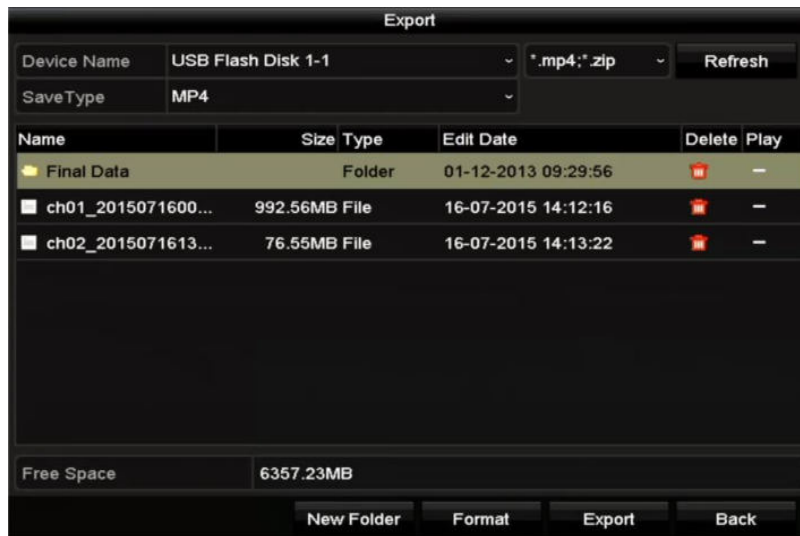 Export
Device Name USB Flash Disk 1-1 *.mp4;*.zip Refresh
SaveType MP4
Name Size Type Edit Date Delete Play
Final Data Folder 01-12-2013 09:29:56 –
ch01_2015071600... 992.56MB File 16-07-2015 14:12:16 –
ch02_2015071613... 76.55MB File 16-07-2015 14:13:22 –
Free Space 6357.23MB
New Folder Format Export Back